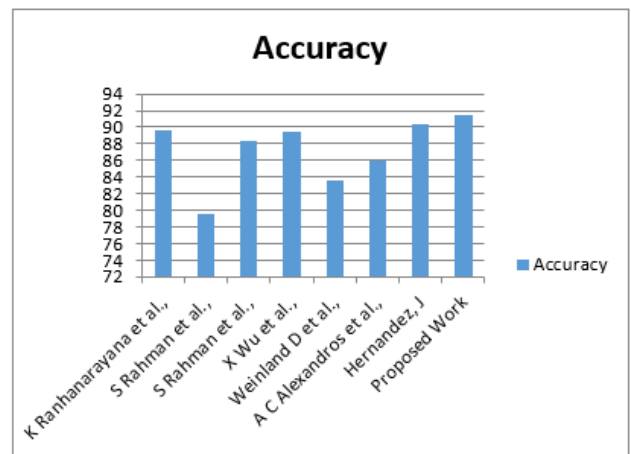 Accuracy
94
92
90
88
86
84
82
80
78
76
74
72
Accuracy
K Ranhanarayana et al.,
S Rahman et al.,
S Rahman et al.,
X Wu et al.,
Weinland D et al.,
A C Alexandros et al.,
Hernandez, J
Proposed Work